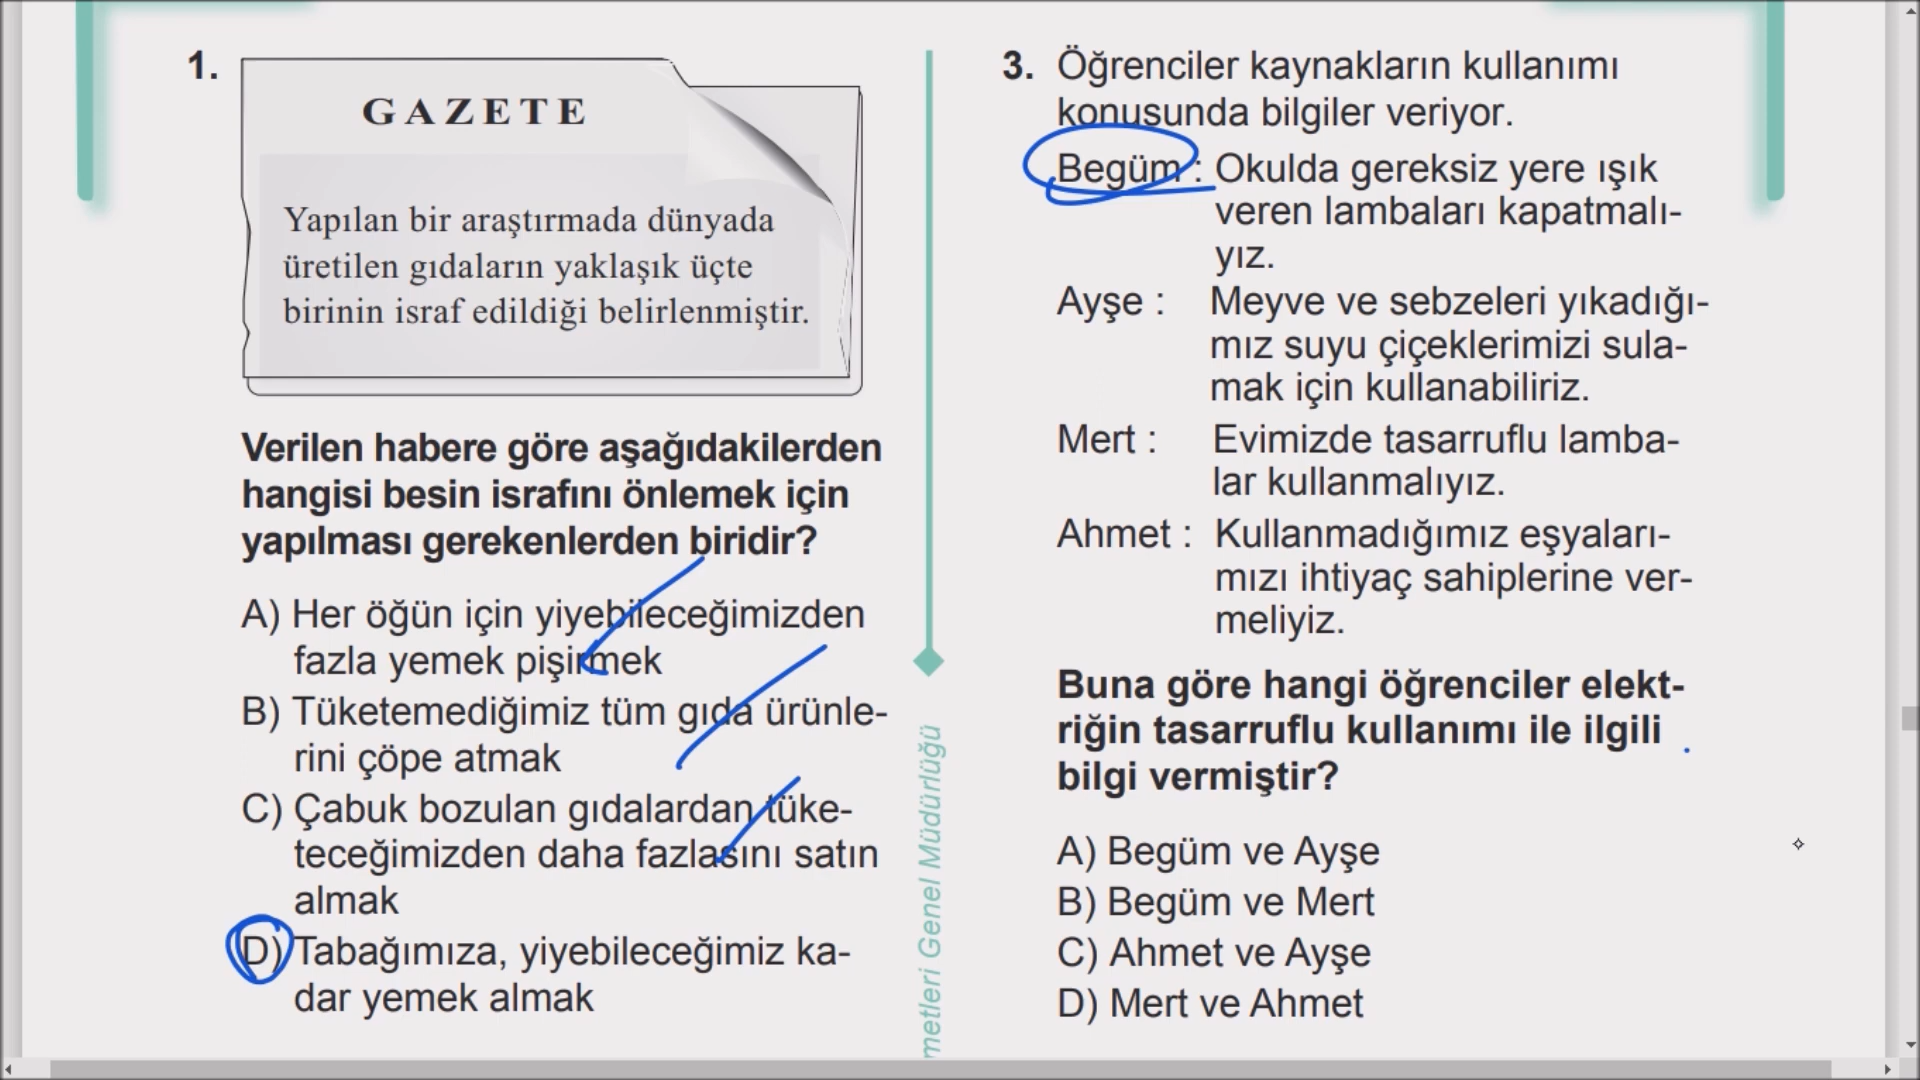 1.
GAZETE
Yapılan bir araştırmada dünyada
üretilen gıdaların yaklaşık üçte
birinin israf edildiği belirlenmiştir.
Verilen habere göre aşağıdakilerden
hangisi besin israfını önlemek için
yapılması gerekenlerden biridir?
A) Her öğün için yiyebileceğimizden
fazla yemek pişirmek
B) Tüketemediğimiz tüm gıda ürünle-
rini çöpe atmak
C) Çabuk bozulan gıdalardan tüke-
teceğimizden daha fazlasını satın
almak
D) Tabağımıza, yiyebileceğimiz ka-
dar yemek almak
metleri Genel Müdürlüğü
3. Öğrenciler kaynakların kullanımı
konusunda bilgiler veriyor.
Begüm : Okulda gereksiz yere ışık
veren lambaları kapatmalı-
yız.
Ayşe : Meyve ve sebzeleri yıkadığı-
mız suyu çiçeklerimizi sula-
mak için kullanabiliriz.
Mert : Evimizde tasarruflu lamba-
lar kullanmalıyız.
Ahmet : Kullanmadığımız eşyaları-
mızı ihtiyaç sahiplerine ver-
meliyiz.
Buna göre hangi öğrenciler elekt-
riğin tasarruflu kullanımı ile ilgili
bilgi vermiştir?
A) Begüm ve Ayşe
B) Begüm ve Mert
C) Ahmet ve Ayşe
D) Mert ve Ahmet